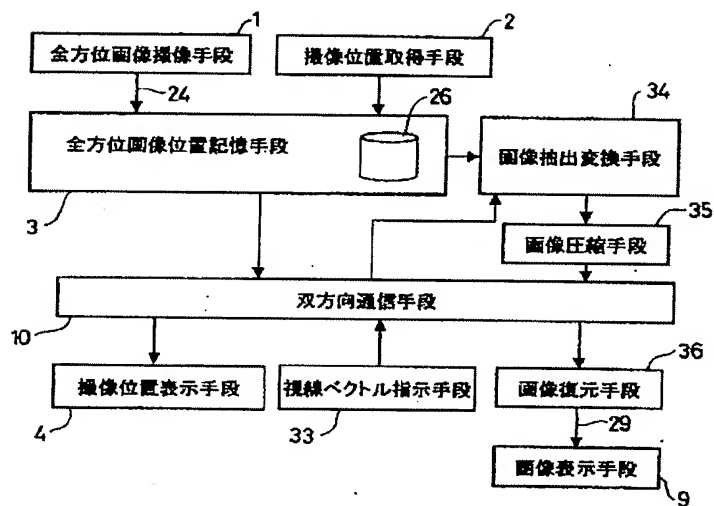 1
2
全方位画像撮像手段
撮像位置取得手段
24
26
34
全方位画像位置記憶手段
画像抽出変換手段
3
35
画像圧縮手段
双方向通信手段
10
36
撮像位置表示手段
視線ベクトル指示手段
画像復元手段
4
33
29
画像表示手段
9